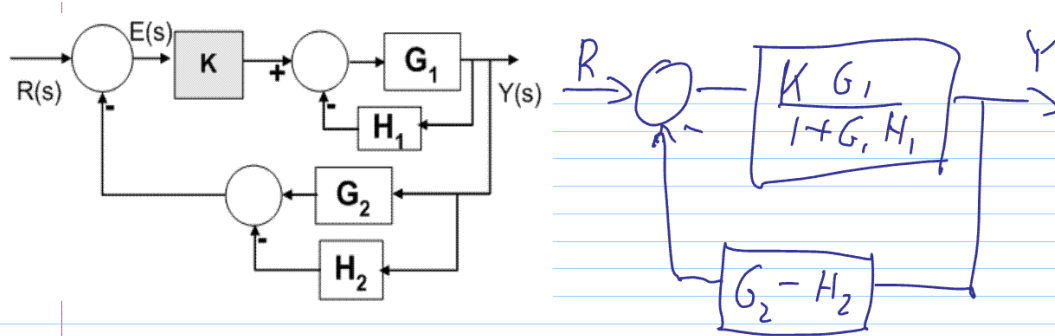 E(s)
R(s)
K
+
-
G₁
H₁
Y(s)
-
G₂
-
H₂
R
-
K G₁
1+G₁ H₁
Y
G₂ - H₂